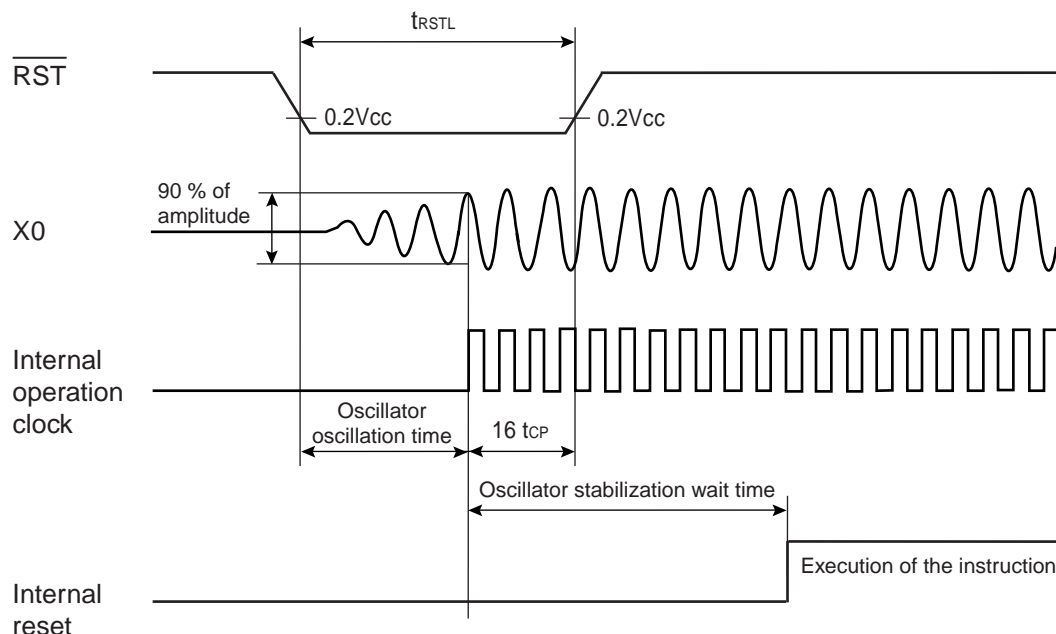 tRSTL
RST
0.2Vcc
0.2Vcc
90 % of
amplitude
X0
Internal
operation
clock
Oscillator
oscillation time
16 tCP
Oscillator stabilization wait time
Execution of the instruction
Internal
reset